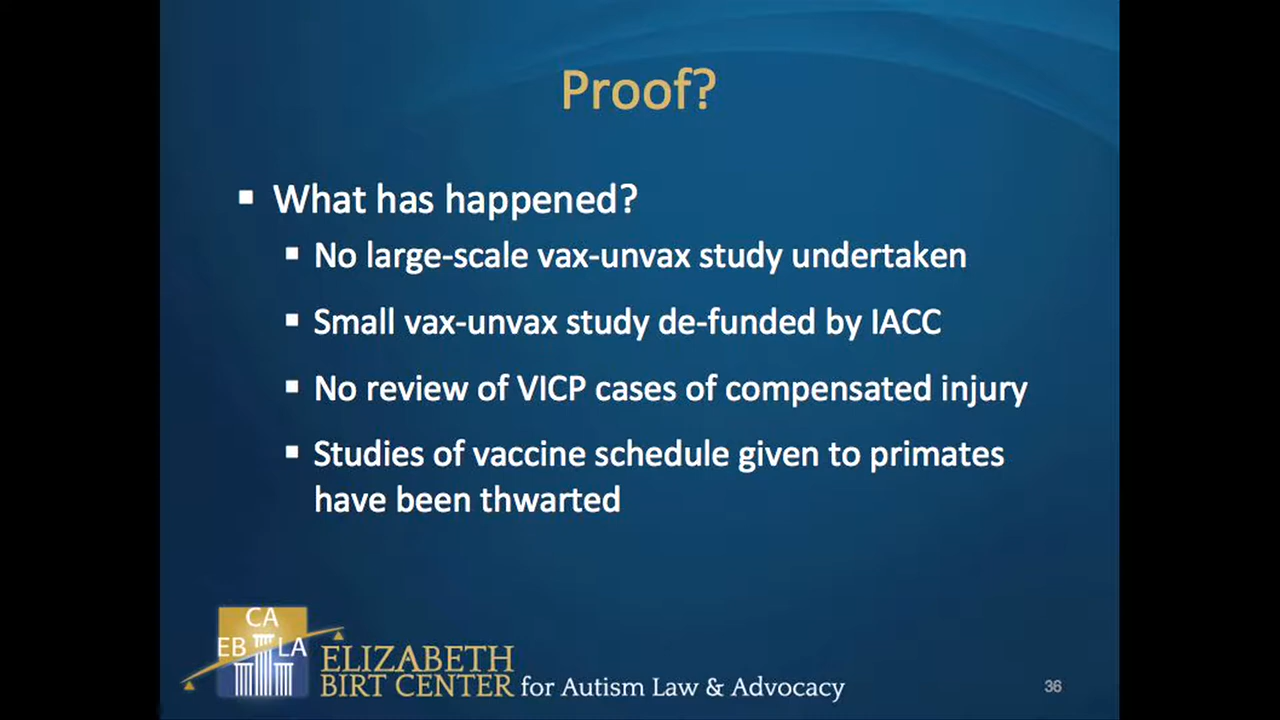 Proof?
▪ What has happened?
▪ No large-scale vax-unvax study undertaken
▪ Small vax-unvax study de-funded by IACC
▪ No review of VICP cases of compensated injury
▪ Studies of vaccine schedule given to primates
have been thwarted
CA
EB LA
ELIZABETH
BIRT CENTER for Autism Law & Advocacy
36